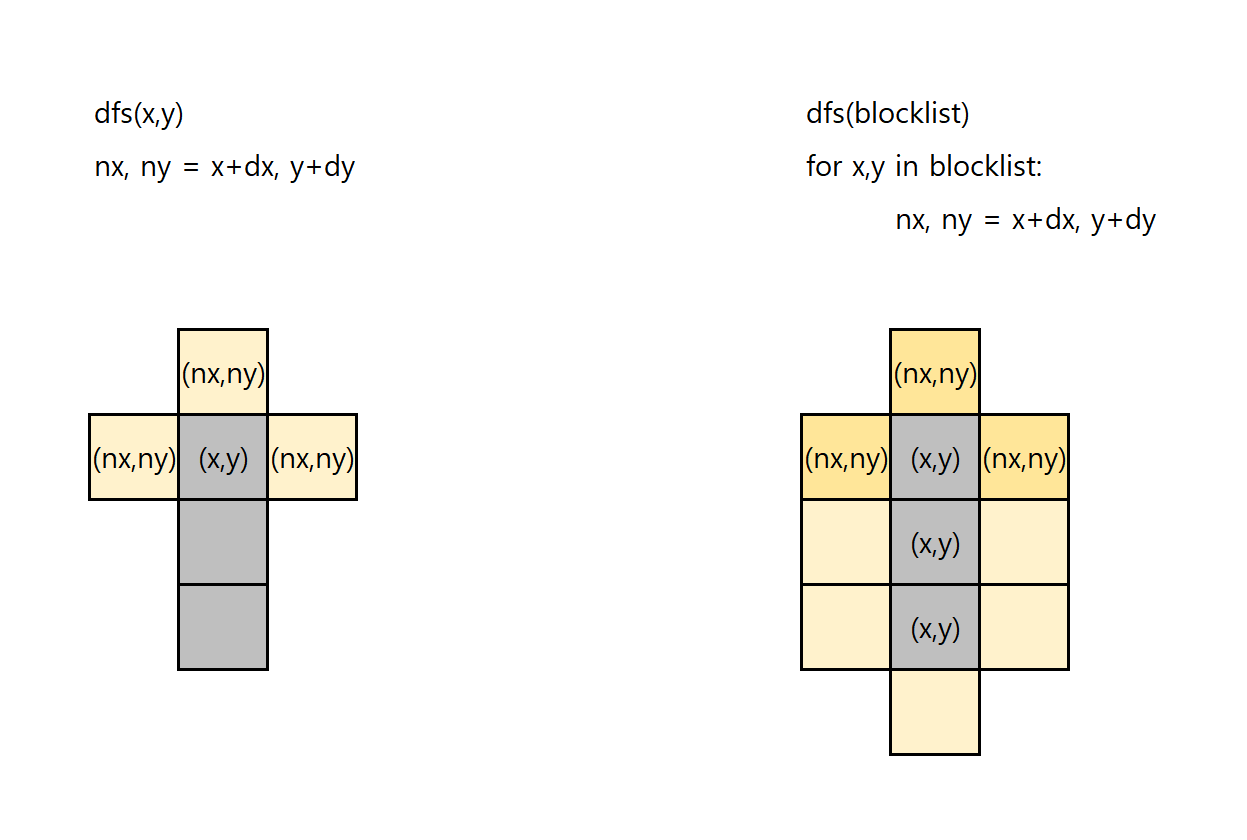 dfs(x,y)
nx, ny = x+dx, y+dy
(nx,ny)
(nx,ny) (x,y) (nx,ny)
dfs(blocklist)
for x,y in blocklist:
nx, ny = x+dx, y+dy
(nx,ny)
(nx,ny) (x,y) (nx,ny)
(x,y)
(x,y)